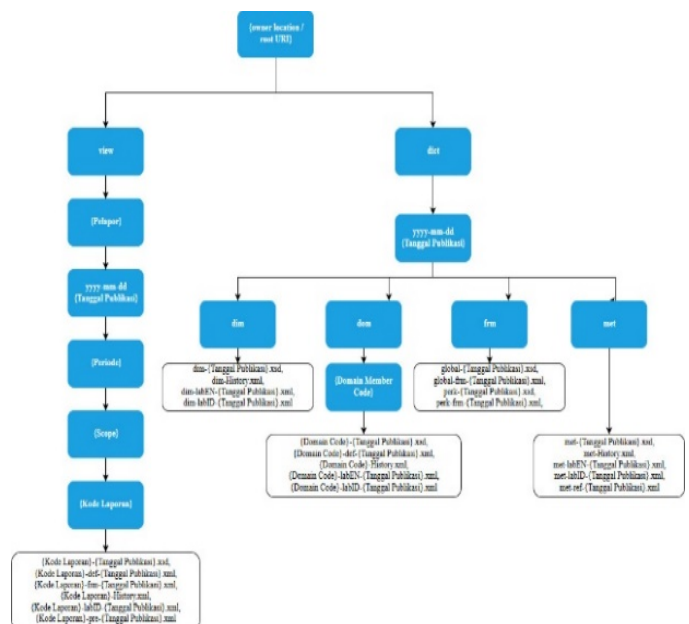 {owner location /
root URI}
view
dict
{Pelapor}
yyyy-mm-dd
{Tanggal Publikasi}
yyyy-mm-dd
{Tanggal Publikasi}
{Periode}
{Scope}
{Kode Laporan}
dim
dom
frm
met
{Domain Member
Code}
dim-{Tanggal Publikasi}.xsd,
dim-History.xml,
dim-labEN-{Tanggal Publikasi}.xml,
dim-labID-{Tanggal Publikasi}.xml
global-{Tanggal Publikasi}.xsd,
global-frm-{Tanggal Publikasi}.xml,
perk-{Tanggal Publikasi}.xsd,
perk-frm-{Tanggal Publikasi}.xml,
{Domain Code}-{Tanggal Publikasi}.xsd,
{Domain Code}-def-{Tanggal Publikasi}.xml,
{Domain Code}-History.xml,
{Domain Code}-labEN-{Tanggal Publikasi}.xml,
{Domain Code}-labID-{Tanggal Publikasi}.xml
met-{Tanggal Publikasi}.xsd,
met-History.xml,
met-labEN-{Tanggal Publikasi}.xml,
met-labID-{Tanggal Publikasi}.xml,
met-ref-{Tanggal Publikasi}.xml
{Kode Laporan}-{Tanggal Publikasi}.xsd,
{Kode Laporan}-def-{Tanggal Publikasi}.xml,
{Kode Laporan}-frm-{Tanggal Publikasi}.xml,
{Kode Laporan}-History.xml,
{Kode Laporan}-labID-{Tanggal Publikasi}.xml,
{Kode Laporan}-pre-{Tanggal Publikasi}.xml